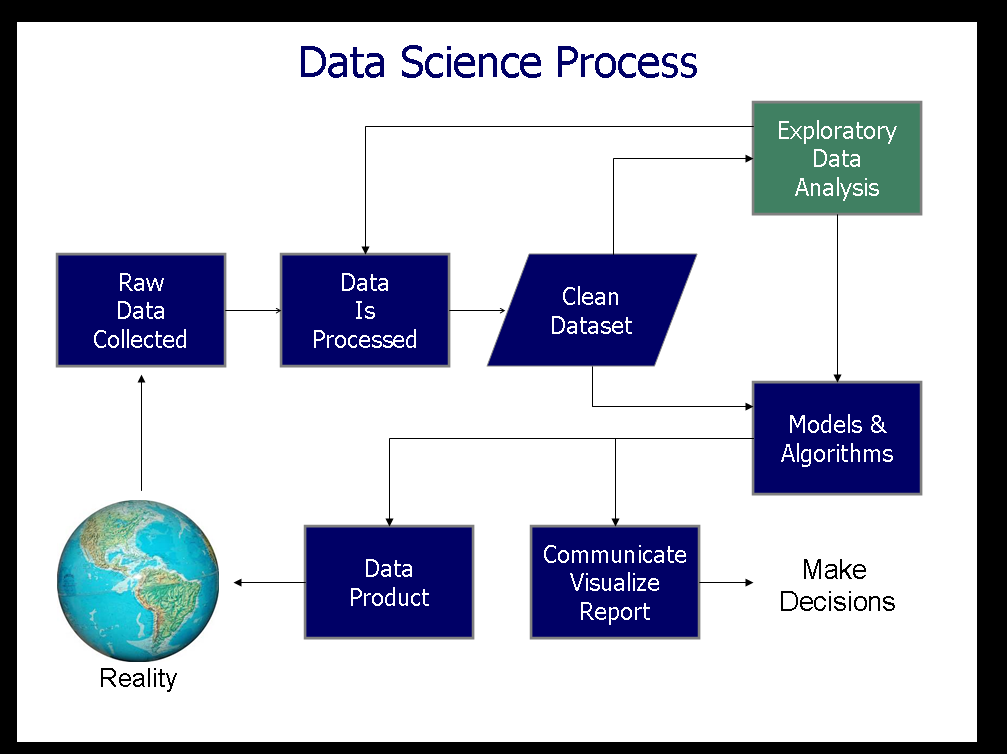 Data Science Process
Exploratory
Data
Analysis
Raw
Data
Collected
Data
Is
Processed
Clean
Dataset
Models &
Algorithms
Data
Product
Communicate
Visualize
Report
Make
Decisions
Reality